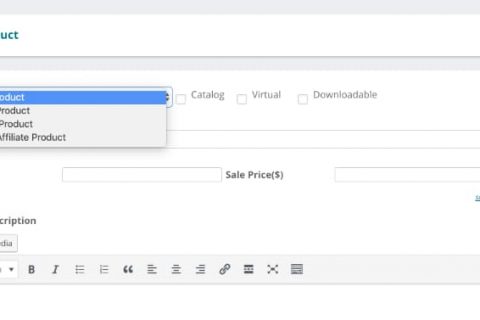 uct
oduct
Product
Product
Affiliate Product
Catalog Virtual Downloadable
Sale Price($)
cription
dia
B I